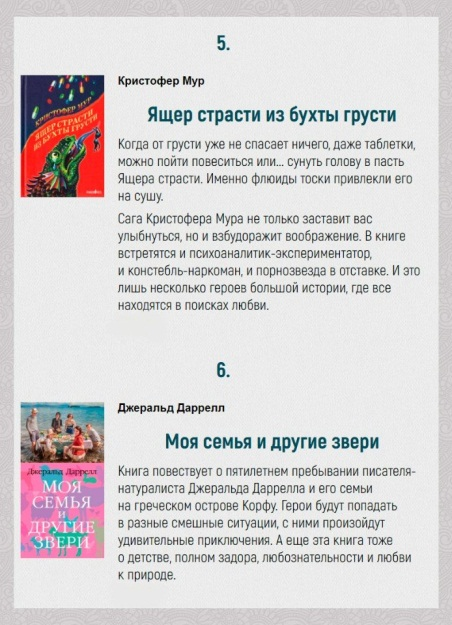 5.
Кристофер Мур
КРИСТОФЕР МУР
ЯЩЕР СТРАСТИ
ИЗ БУХТЫ ГРУСТИ
Ящер страсти из бухты грусти
Когда от грусти уже не спасает ничего, даже таблетки,
можно пойти повеситься или... сунуть голову в пасть
Ящера страсти. Именно флюиды тоски привлекли его
на сушу.
Сага Кристофера Мура не только заставит вас
улыбнуться, но и взбудоражит воображение. В книге
встретятся и психоаналитик-экспериментатор,
и констебль-наркоман, и порнозвезда в отставке. И это
лишь несколько героев большой истории, где все
находятся в поисках любви.
6.
Джеральд Даррелл
Моя семья и другие звери
Джеральд Даррелл
МОЯ
СЕМЬЯ
И
ДРУГИЕ
ЗВЕРИ
Книга повествует о пятилетнем пребывании писателя-
натуралиста Джеральда Даррелла и его семьи
на греческом острове Корфу. Герои будут попадать
в разные смешные ситуации, с ними произойдут
удивительные приключения. А еще эта книга тоже
о детстве, полном задора, любознательности и любви
к природе.